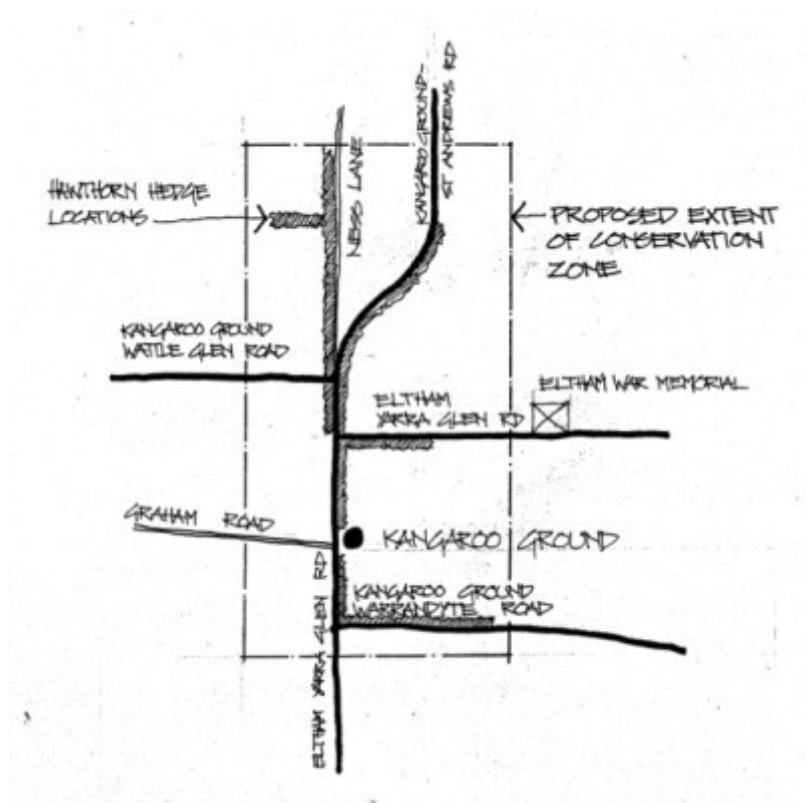 KANGAROO GROUND-
ST ANDREWS RD
NESS LANE
HAWTHORN HEDGE
LOCATIONS
PROPOSED EXTENT
OF CONSERVATION
ZONE
KANGAROO GROUND
WATTLE GLEN ROAD
ELTHAM WAR MEMORIAL
ELTHAM
YARRA GLEN RD
GRAHAM ROAD
KANGAROO GROUND
KANGAROO GROUND
WARRANDYTE ROAD
ELTHAM YARRA GLEN RD